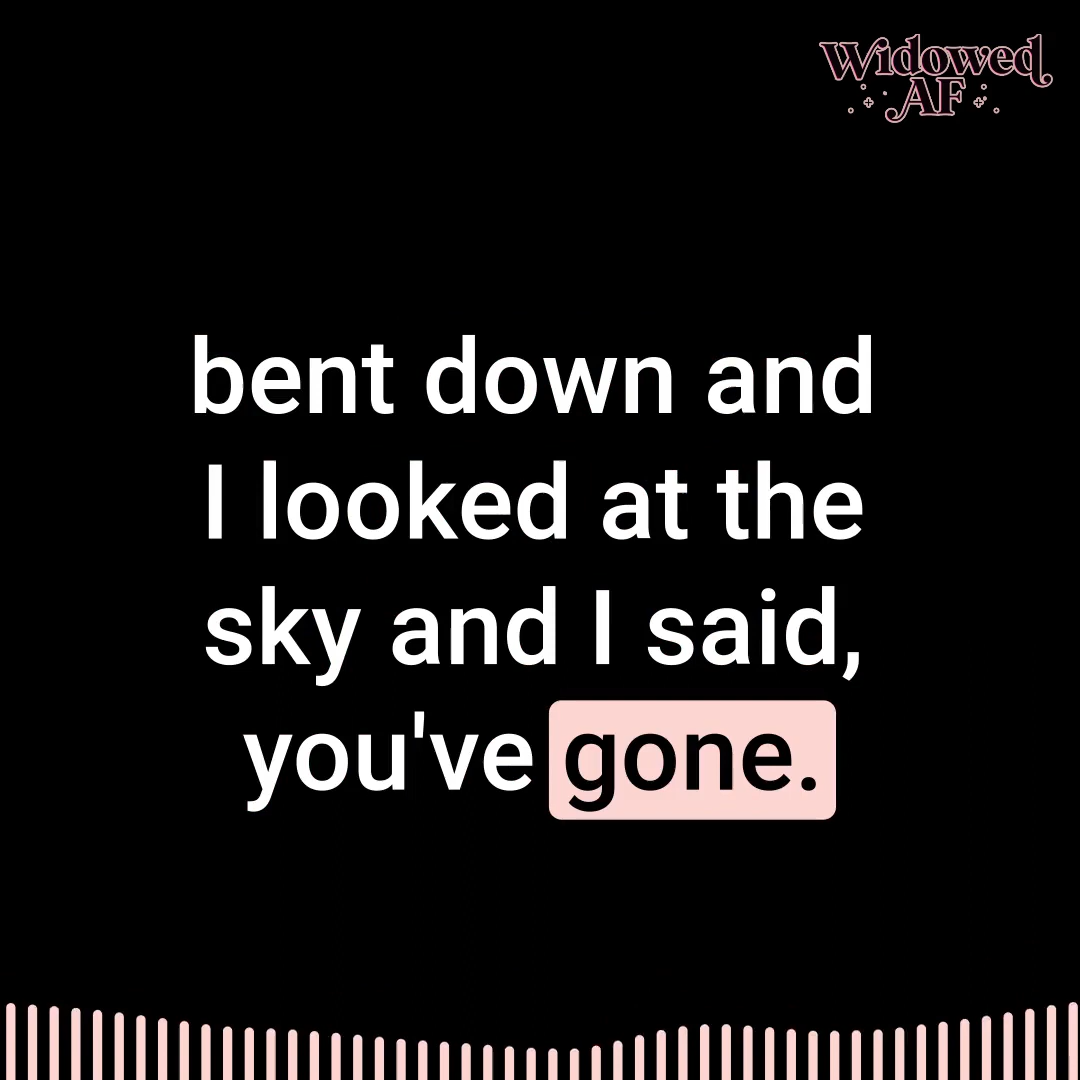 Widowed
AF
bent down and
I looked at the
sky and I said,
you've gone.